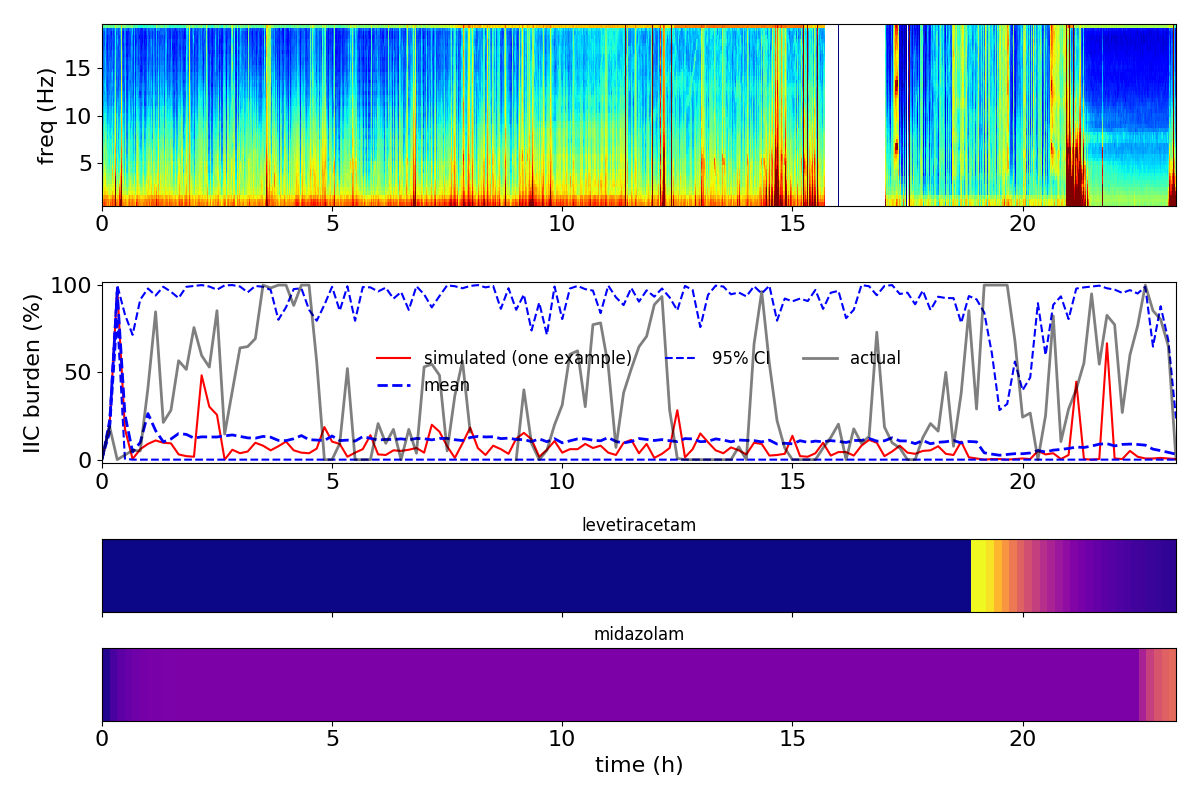 freq (Hz)
15
10
5
0 5 10 15 20
IIC burden (%)
100
50
0
simulated (one example) 95% CI actual
mean
0 5 10 15 20
levetiracetam
midazolam
0 5 10 15 20
time (h)